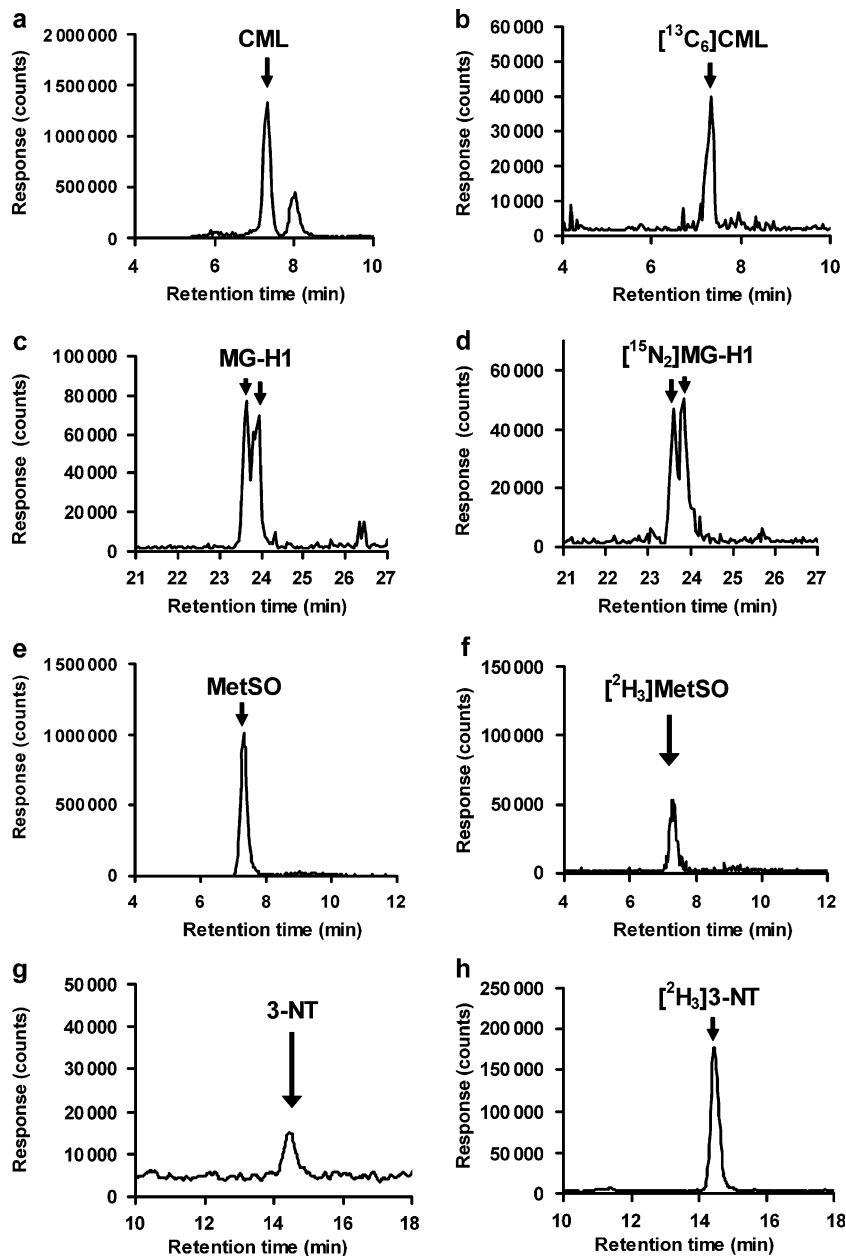 a
CML
Response (counts)
2 000 000
1500 000
1000 000
500 000
0
4 6 8 10
Retention time (min)
b
[¹³C₆]CML
Response (counts)
60 000
50 000
40 000
30 000
20 000
10 000
0
4 6 8 10
Retention time (min)
c
MG-H1
Response (counts)
100 000
80 000
60 000
40 000
20 000
0
21 22 23 24 25 26 27
Retention time (min)
d
[¹⁵N₂]MG-H1
Response (counts)
60 000
40 000
20 000
0
21 22 23 24 25 26 27
Retention time (min)
e
MetSO
Response (counts)
1 500 000
1000 000
500 000
0
4 6 8 10 12
Retention time (min)
f
[²H₃]MetSO
Response (counts)
150 000
100 000
50 000
0
4 6 8 10 12
Retention time (min)
g
3-NT
Response (counts)
50 000
40 000
30 000
20 000
10 000
0
10 12 14 16 18
Retention time (min)
h
[²H₃]3-NT
Response (counts)
250 000
200 000
150 000
100 000
50 000
0
10 12 14 16 18
Retention time (min)